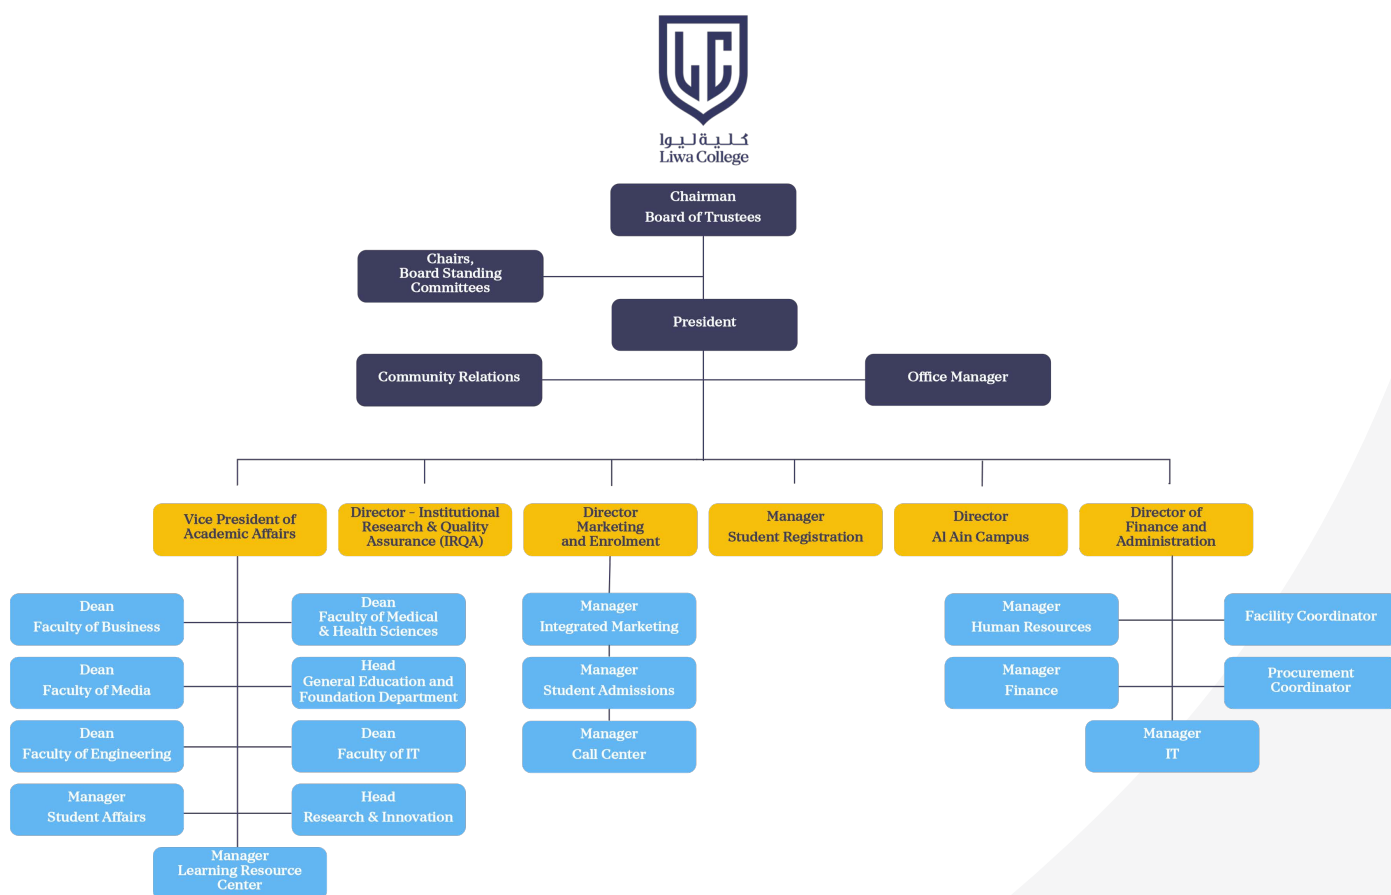 LC
كلية ليوا
Liwa College
Chairman
Board of Trustees
Chairs,
Board Standing
Committees
President
Community Relations
Office Manager
Vice President of
Academic Affairs
Director – Institutional
Research & Quality
Assurance (IRQA)
Director
Marketing
and Enrolment
Manager
Student Registration
Director
Al Ain Campus
Director of
Finance and
Administration
Dean
Faculty of Business
Dean
Faculty of Medical
& Health Sciences
Manager
Integrated Marketing
Manager
Human Resources
Facility Coordinator
Dean
Faculty of Media
Head
General Education and
Foundation Department
Manager
Student Admissions
Manager
Finance
Procurement
Coordinator
Dean
Faculty of Engineering
Dean
Faculty of IT
Manager
Call Center
Manager
IT
Manager
Student Affairs
Head
Research & Innovation
Manager
Learning Resource
Center